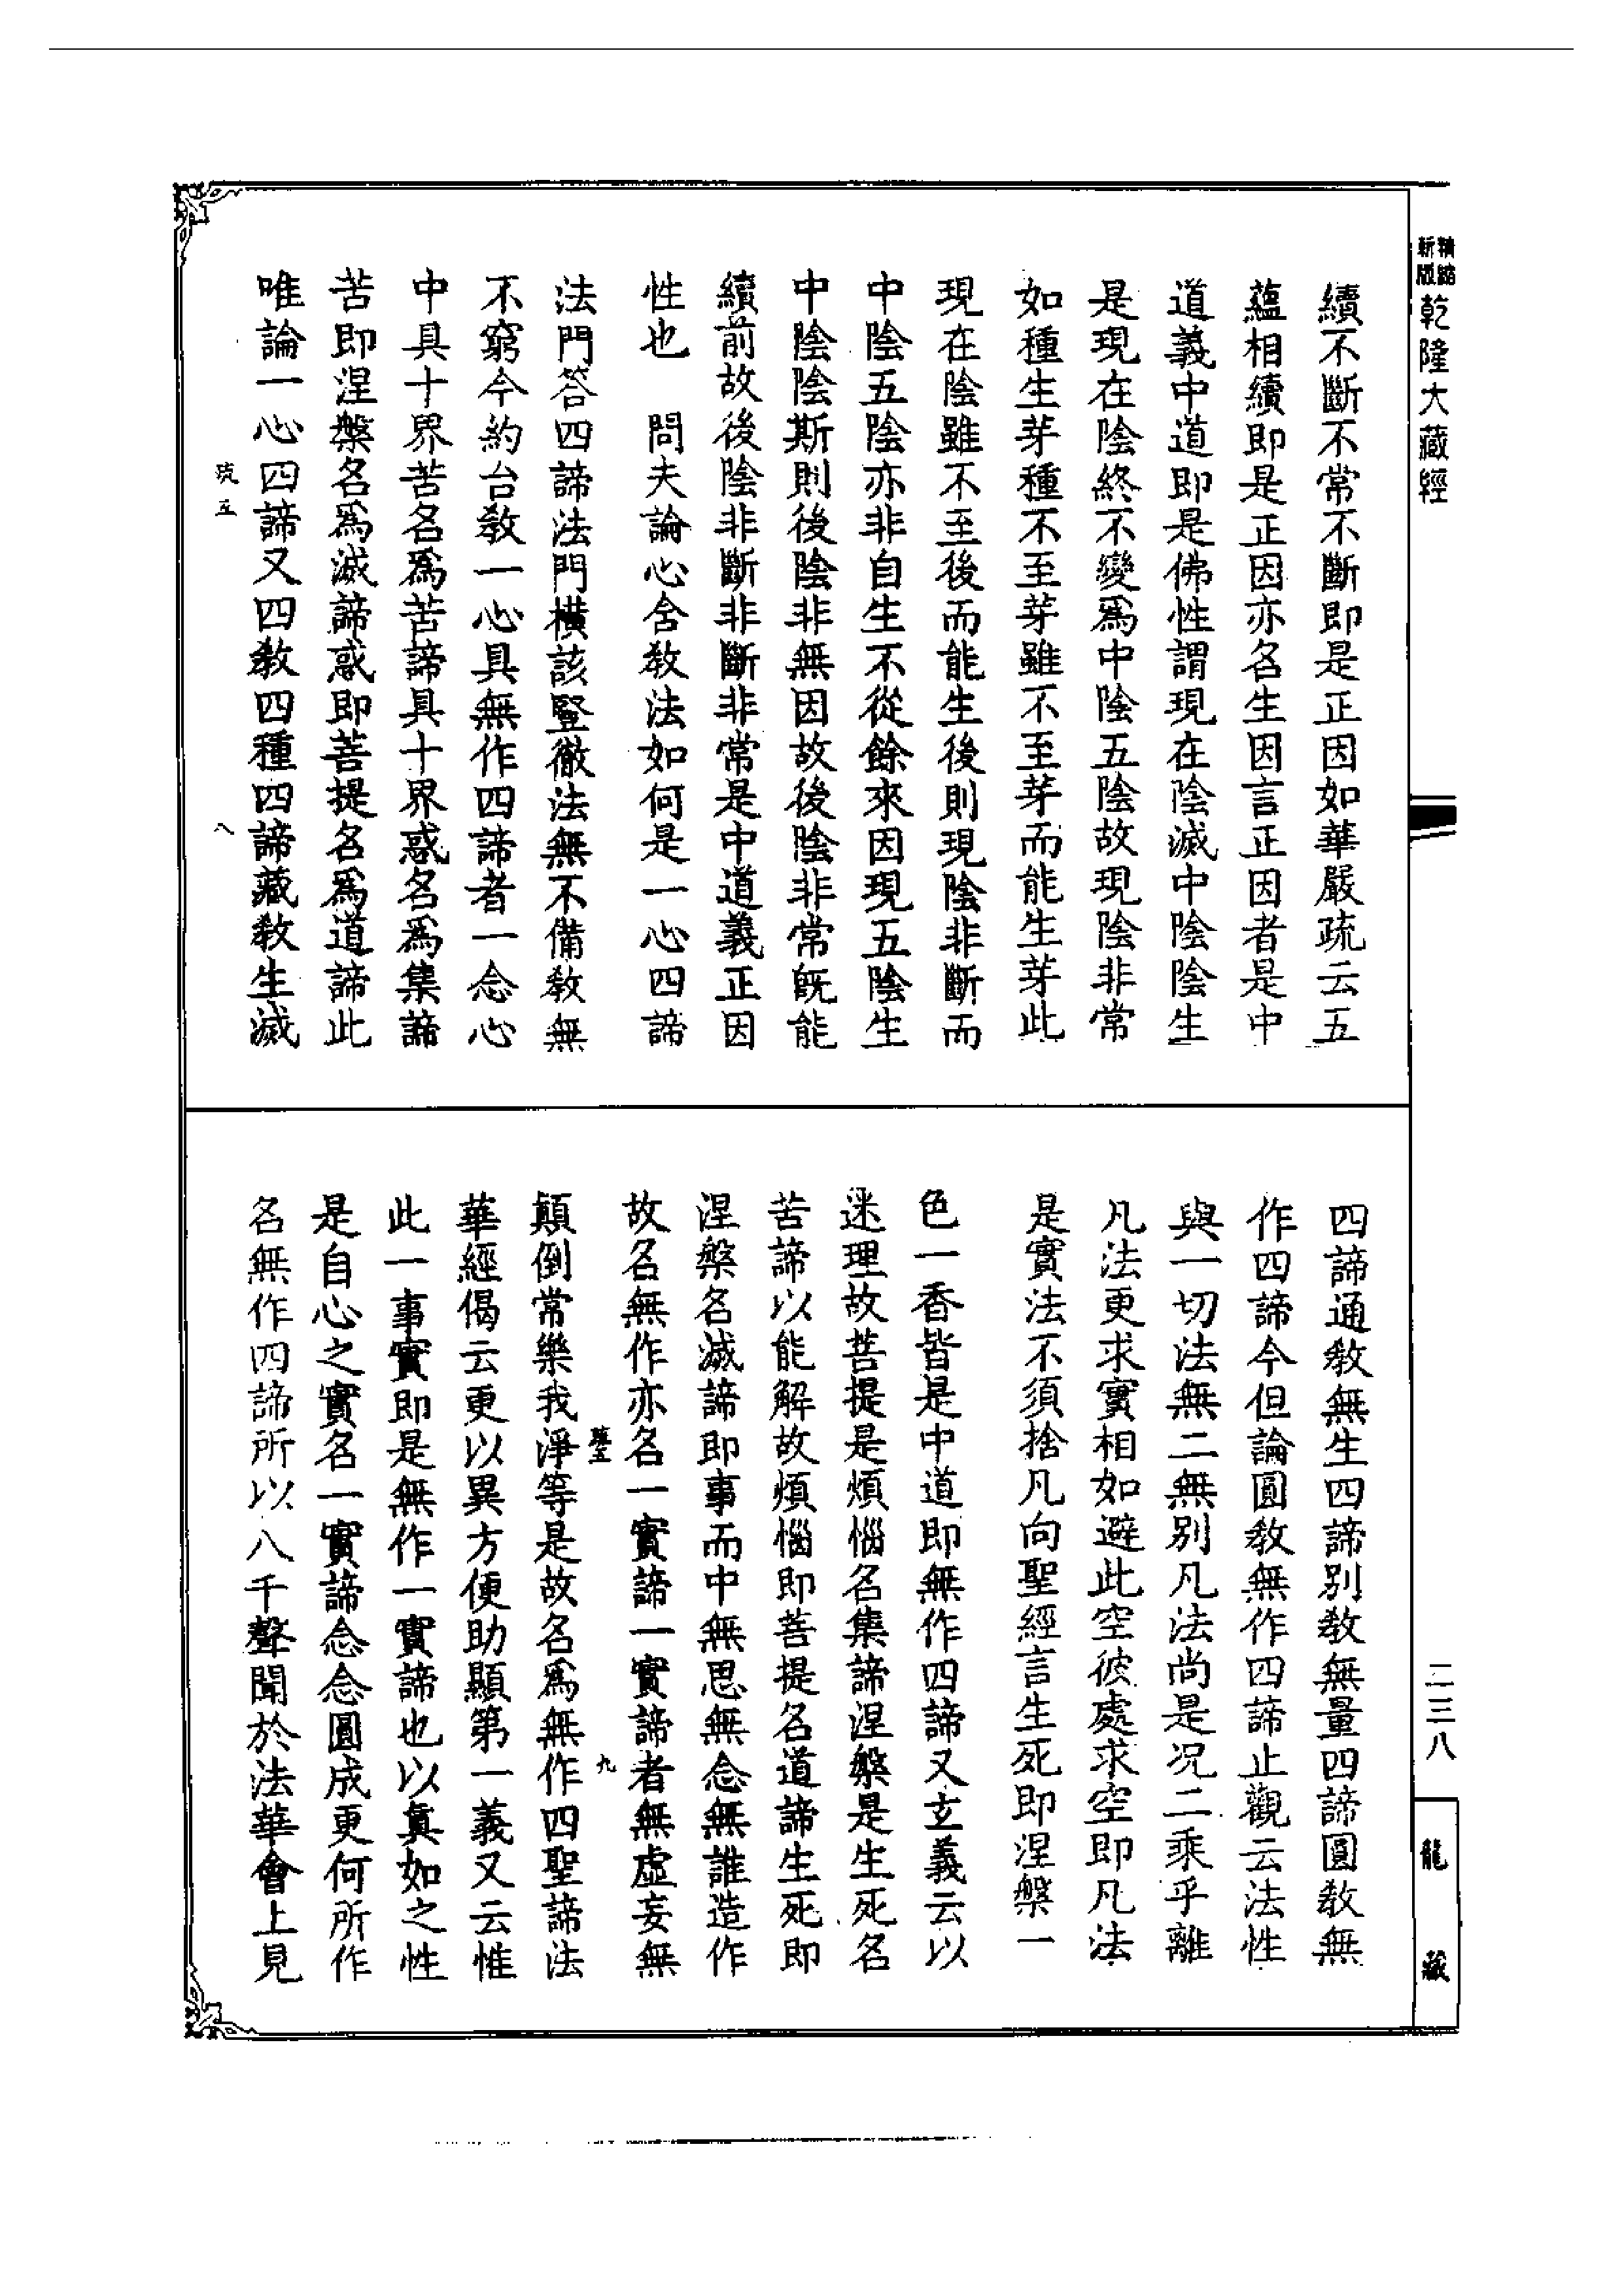 精縮新版乾隆大藏經
續不斷不常不斷即是正因如華嚴疏云五
蘊相續即是正因亦名生因言正因者是中
道義中道即是佛性謂現在陰滅中陰陰生
是現在陰終不變為中陰五陰故現陰非常
如種生芽種不至芽雖不至芽而能生芽此
現在陰雖不至後而能生後則現陰非斷而
中陰五陰亦非自生不從餘來因現五陰生
中陰陰斯則後陰非無因故後陰非常既能
續前故後陰非斷非斷非常是中道義正因
性也　問夫論心含教法如何是一心四諦
法門答四諦法門橫該豎徹法無不備教無
不窮今約台教一心具無作四諦者一念心
中具十界苦名為苦諦具十界惑名為集諦
苦即涅槃名為滅諦惑即菩提名為道諦此
唯論一心四諦又四教四種四諦藏教生滅
八
四諦通教無生四諦別教無量四諦圓教無
作四諦今但論圓教無作四諦止觀云法性
與一切法無二無別凡法尚是况二乘乎離
凡法更求實相如避此空彼處求空即凡法
是實法不須捨凡向聖經言生死即涅槃一
色一香皆是中道即無作四諦又玄義云以
迷理故菩提是煩惱名集諦涅槃是生死名
苦諦以能解故煩惱即菩提名道諦生死即
涅槃名滅諦即事而中無思無念無誰造作
故名無作亦名一實諦一實諦者無虛妄無
九
顛倒常樂我淨等是故名為無作四聖諦法
華經偈云更以異方便助顯第一義又云惟
此一事實即是無作一實諦也以真如之性
是自心之實名一實諦念念圓成更何所作
名無作四諦所以八千聲聞於法華會上見
二三八
龍藏